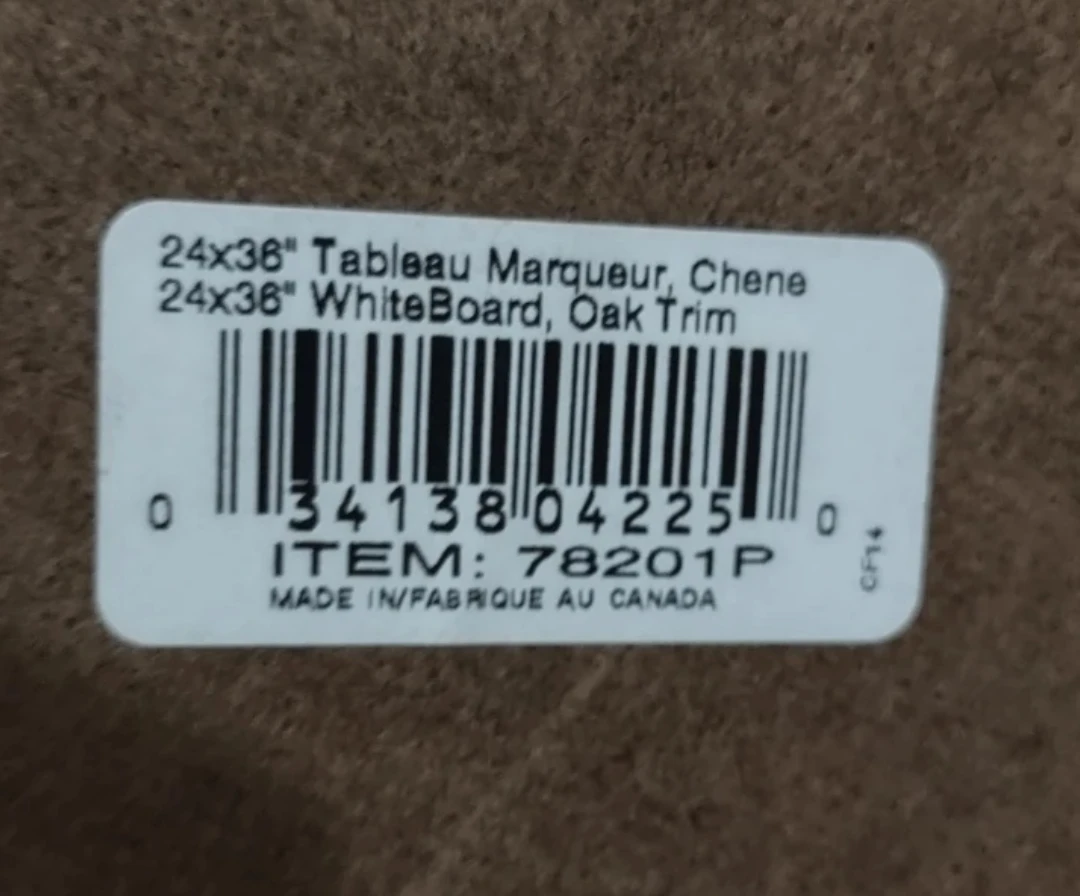 24x36" Tableau Marqueur, Chene
24x36" WhiteBoard, Oak Trim
0 34138 04225 0
ITEM: 78201P
MADE IN/FABRIQUE AU CANADA
CF14